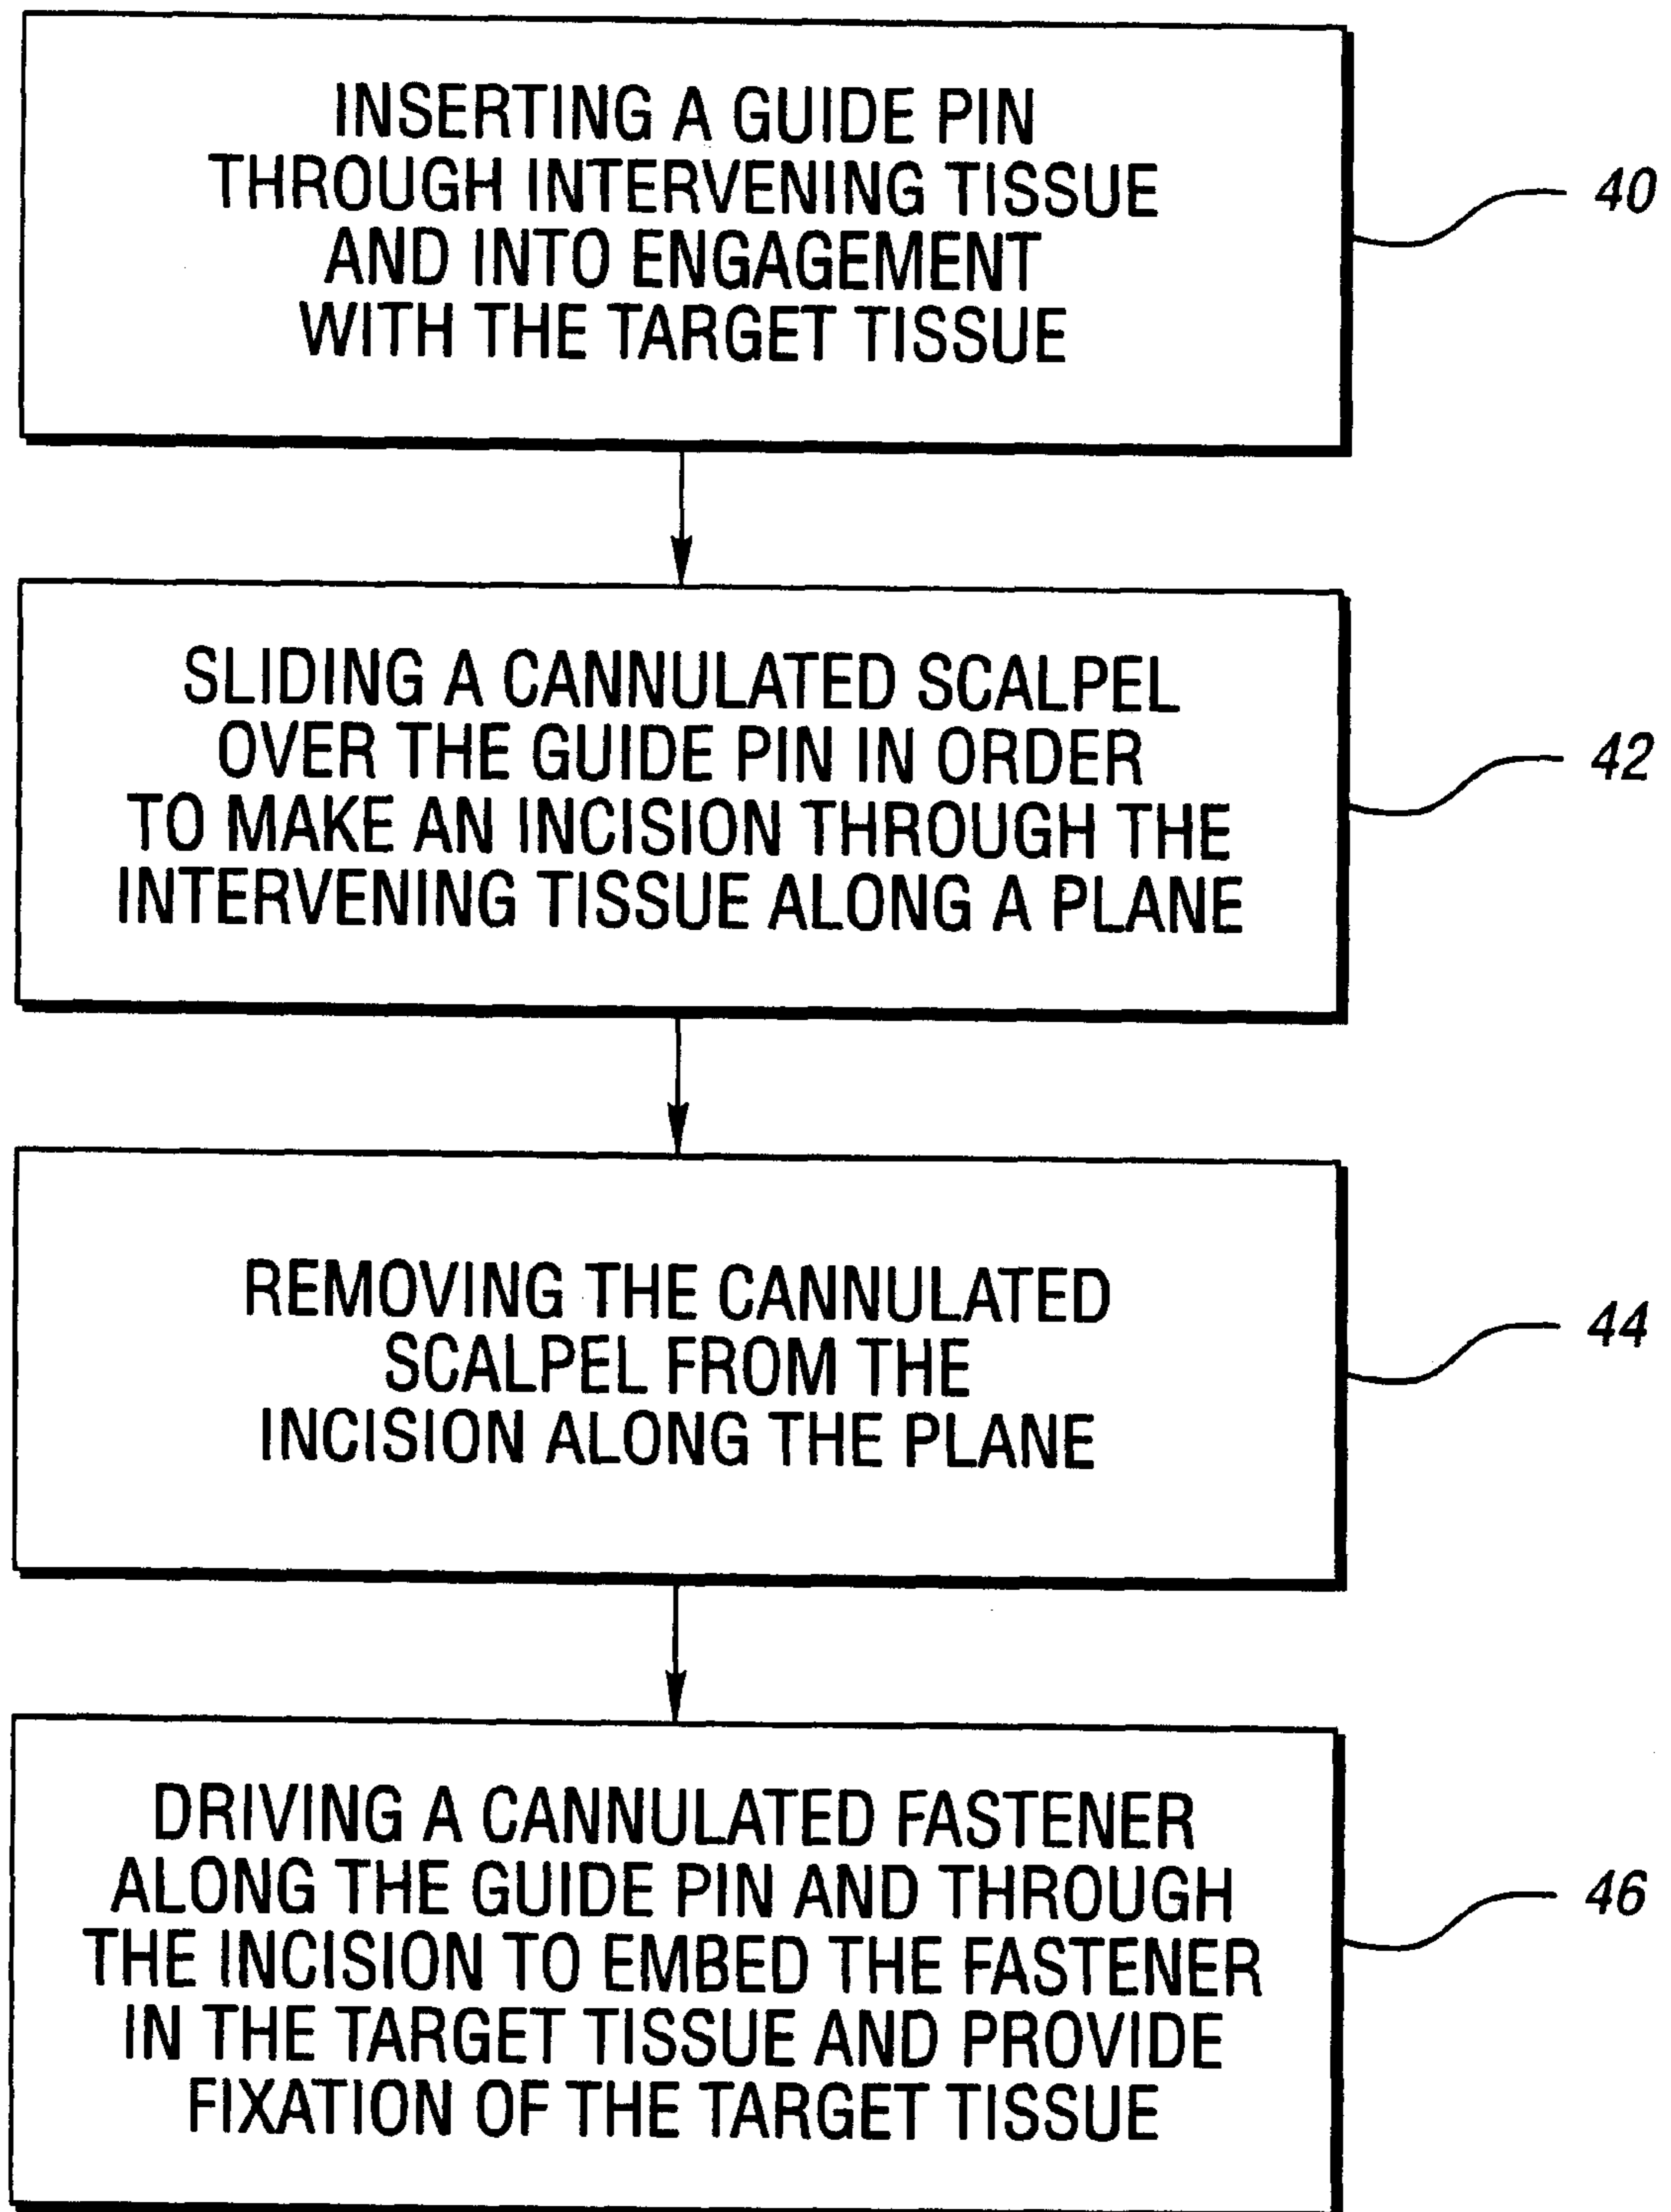 INSERTING A GUIDE PIN
THROUGH INTERVENING TISSUE
AND INTO ENGAGEMENT
WITH THE TARGET TISSUE
40
SLIDING A CANNULATED SCALPEL
OVER THE GUIDE PIN IN ORDER
TO MAKE AN INCISION THROUGH THE
INTERVENING TISSUE ALONG A PLANE
42
REMOVING THE CANNULATED
SCALPEL FROM THE
INCISION ALONG THE PLANE
44
DRIVING A CANNULATED FASTENER
ALONG THE GUIDE PIN AND THROUGH
THE INCISION TO EMBED THE FASTENER
IN THE TARGET TISSUE AND PROVIDE
FIXATION OF THE TARGET TISSUE
46